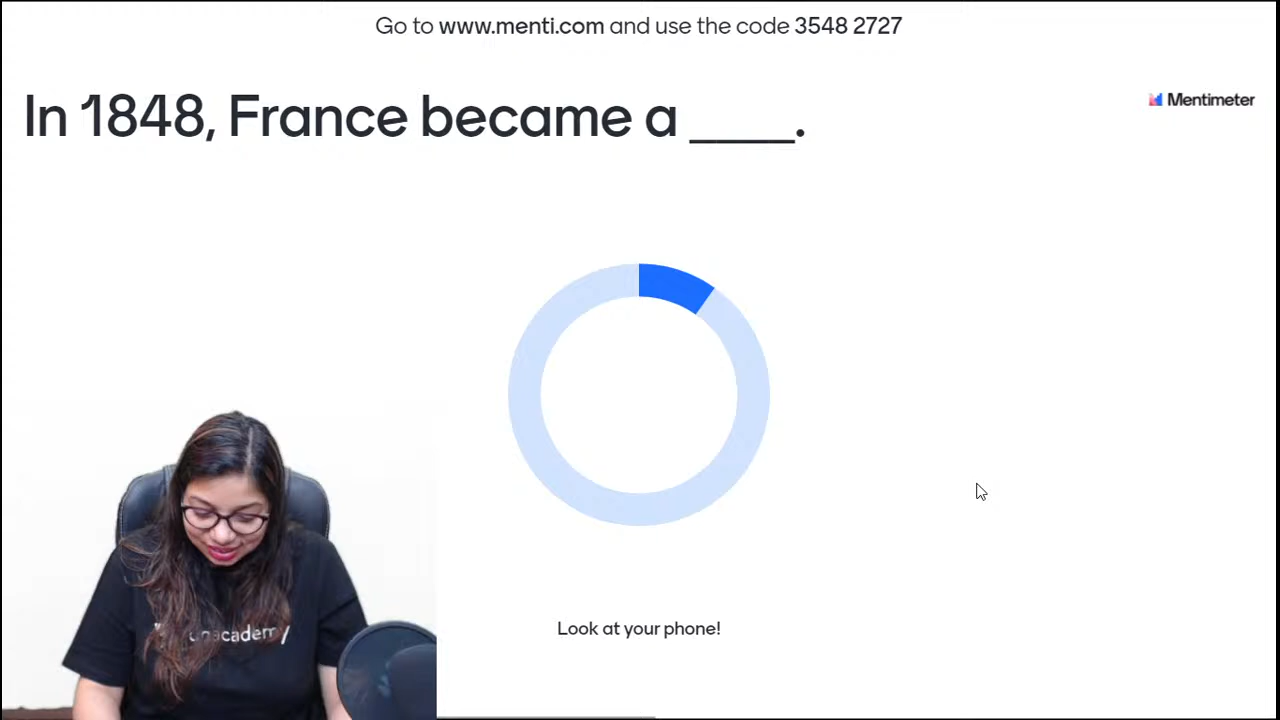 Go to www.menti.com and use the code 3548 2727
In 1848, France became a ____.
Mentimeter
Look at your phone!